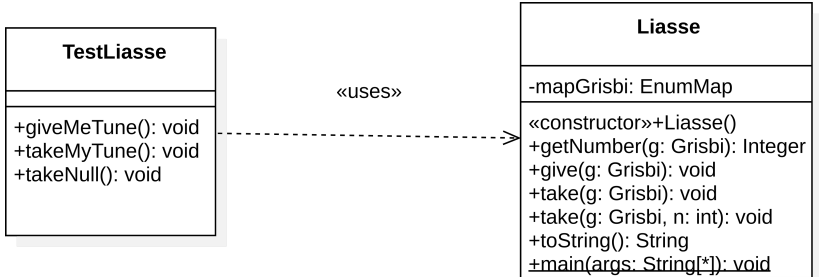 TestLiasse
+giveMeTune(): void
+takeMyTune(): void
+takeNull(): void
«uses»
Liasse
-mapGrisbi: EnumMap
«constructor»+Liasse()
+getNumber(g: Grisbi): Integer
+give(g: Grisbi): void
+take(g: Grisbi): void
+take(g: Grisbi, n: int): void
+toString(): String
+main(args: String[*]): void